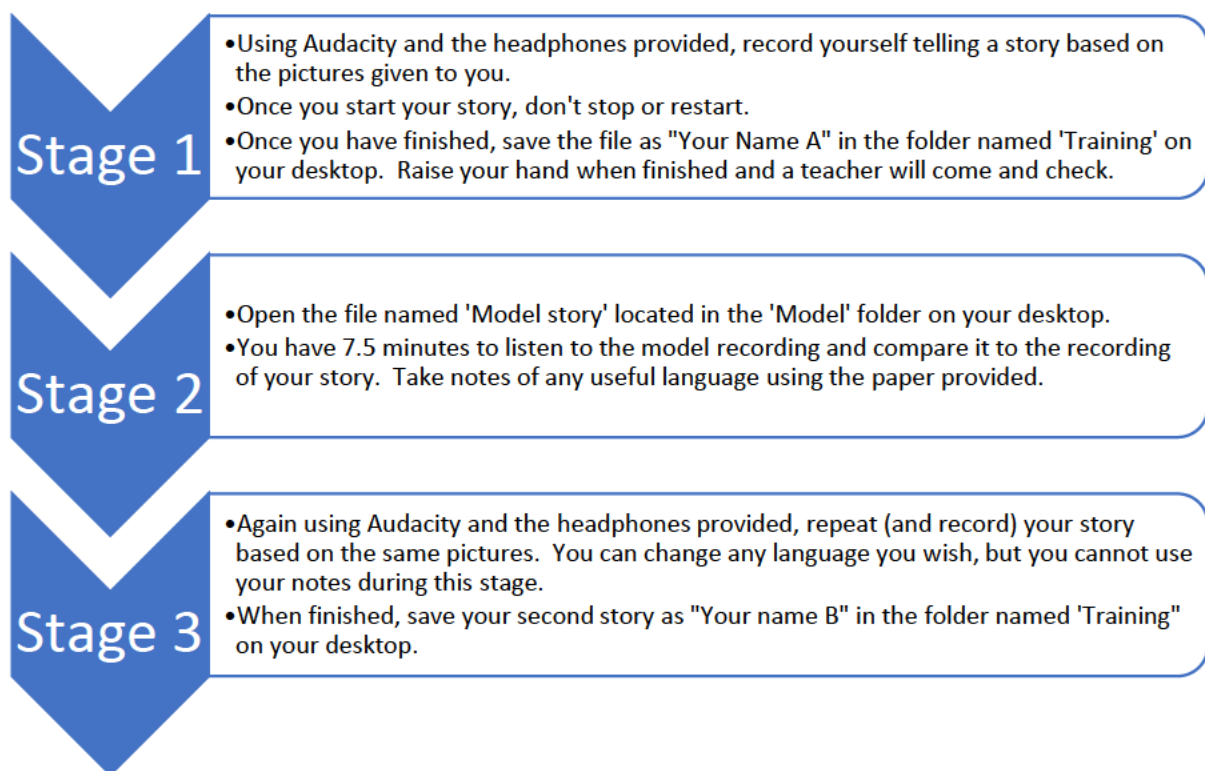 Stage 1
•Using Audacity and the headphones provided, record yourself telling a story based on
the pictures given to you.
•Once you start your story, don't stop or restart.
•Once you have finished, save the file as "Your Name A" in the folder named 'Training' on
your desktop.  Raise your hand when finished and a teacher will come and check.
Stage 2
•Open the file named 'Model story' located in the 'Model' folder on your desktop.
•You have 7.5 minutes to listen to the model recording and compare it to the recording
of your story.  Take notes of any useful language using the paper provided.
Stage 3
•Again using Audacity and the headphones provided, repeat (and record) your story
based on the same pictures.  You can change any language you wish, but you cannot use
your notes during this stage.
•When finished, save your second story as "Your name B" in the folder named 'Training"
on your desktop.